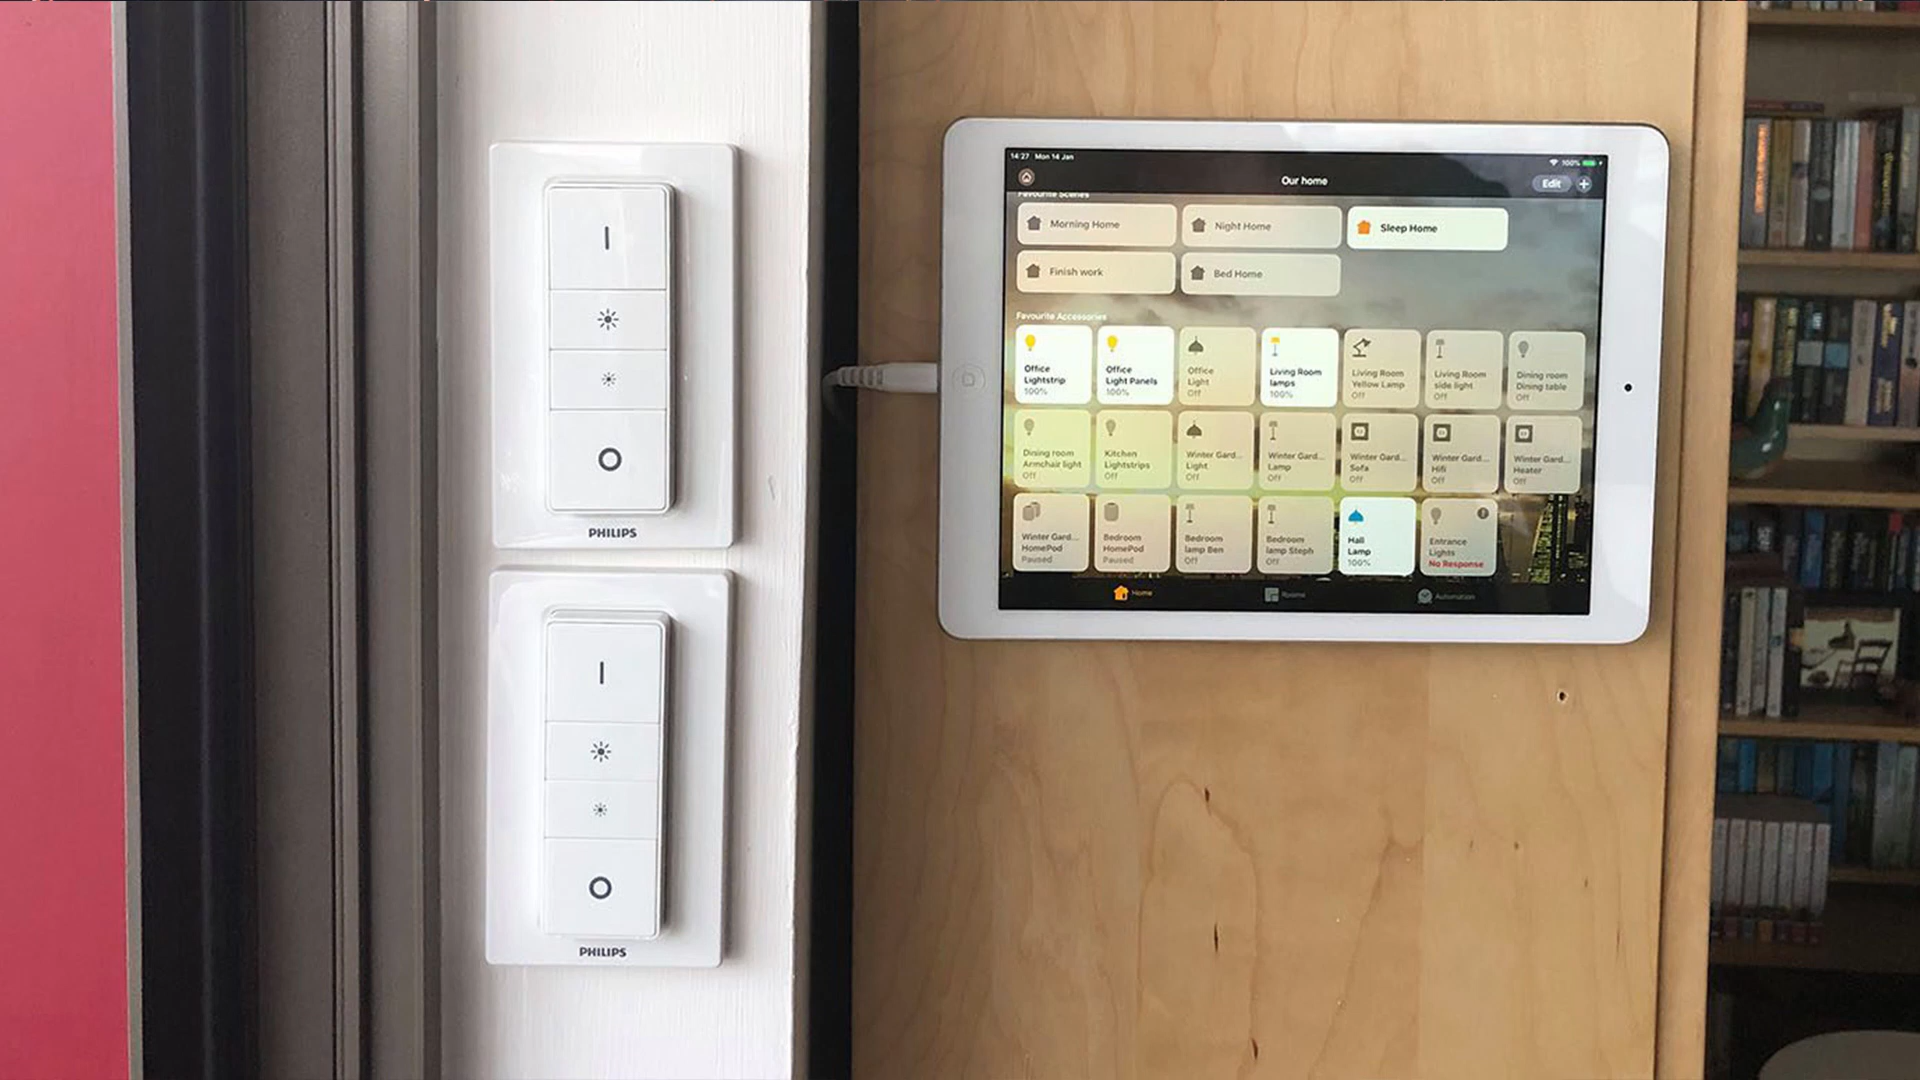 14:27 Mon 14 Jan
100%
Our home
Edit
Favourite Scenes
Morning Home
Night Home
Sleep Home
Finish work
Bed Home
Favourite Accessories
Office
Lightstrip
100%
Office
Light Panels
100%
Office
Light
Off
Living Room
lamps
100%
Living Room
Yellow Lamp
Off
Living Room
side light
Off
Dining room
Dining table
Off
Dining room
Armchair light
Off
Kitchen
Lightstrips
Off
Winter Gard...
Light
Off
Winter Gard...
Lamp
Off
Winter Gard...
Sofa
Off
Winter Gard...
Hifi
Off
Winter Gard...
Heater
Off
Winter Gard...
HomePod
Paused
Bedroom
HomePod
Paused
Bedroom
lamp Ben
Off
Bedroom
lamp Steph
Off
Hall
Lamp
100%
Entrance
Lights
No Response
Home
Rooms
Automation
PHILIPS
PHILIPS